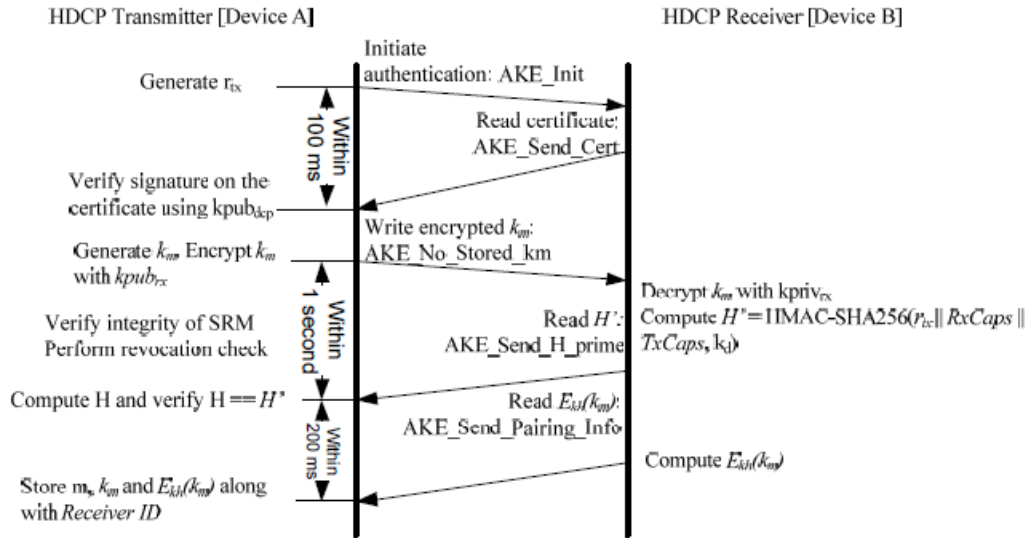 HDCP Transmitter [Device A]
HDCP Receiver [Device B]
Initiate
authentication: AKE_Init
Generate rtx
Within
100 ms
Read certificate:
AKE_Send_Cert
Verify signature on the
certificate using kpubdcp
Write encrypted km:
AKE_No_Stored_km
Generate km, Encrypt km
with kpubrx
Within
1 second
Decrypt km with kprivrx
Compute H'=HMAC-SHA256(rtx || RxCaps ||
TxCaps, kd)
Verify integrity of SRM
Perform revocation check
Read H':
AKE_Send_H_prime
Compute H and verify H == H'
Within
200 ms
Read Ekh(km):
AKE_Send_Pairing_Info
Compute Ekh(km)
Store m, km and Ekh(km) along
with Receiver ID